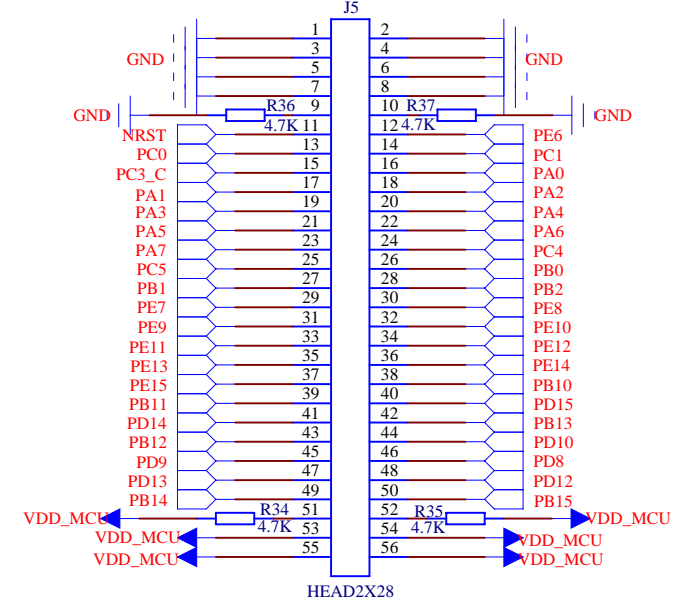 J5
1 2
3 4
GND 5 6 GND
7 8
GND R36 9 10 R37 GND
4.7K 11 12 4.7K
NRST PE6
13 14
PC0 PC1
15 16
PC3_C PA0
17 18
PA1 PA2
19 20
PA3 PA4
21 22
PA5 PA6
23 24
PA7 PC4
25 26
PC5 PB0
27 28
PB1 PB2
29 30
PE7 PE8
31 32
PE9 PE10
33 34
PE11 PE12
35 36
PE13 PE14
37 38
PE15 PB10
39 40
PB11 PD15
41 42
PD14 PB13
43 44
PB12 PD10
45 46
PD9 PD8
47 48
PD13 PD12
49 50
PB14 PB15
R34 51 52 R35
VDD_MCU VDD_MCU
4.7K 53 54 4.7K
VDD_MCU VDD_MCU
55 56
VDD_MCU VDD_MCU
HEAD2X28